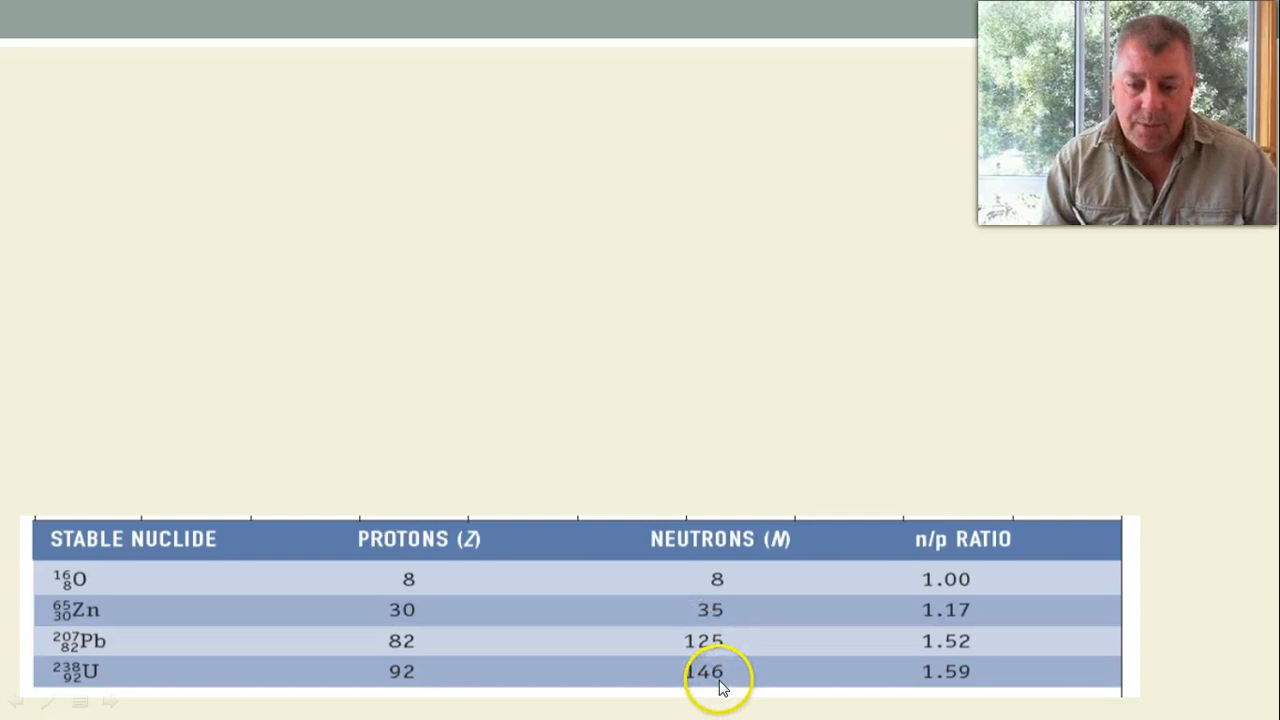 STABLE NUCLIDE PROTONS (Z) NEUTRONS (N) n/p RATIO
¹⁶₈O 8 8 1.00
⁶⁵₃₀Zn 30 35 1.17
²⁰⁷₈₂Pb 82 125 1.52
²³⁸₉₂U 92 146 1.59